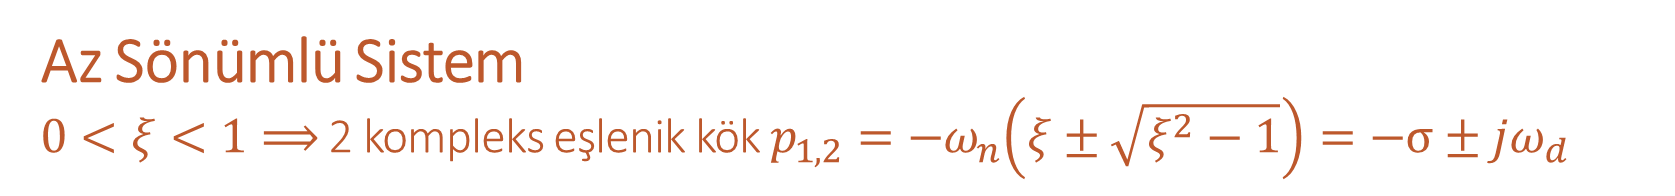 Az Sönümlü Sistem
0 < ξ < 1 ⟹ 2 kompleks eşlenik kök p₁,₂ = −ωₙ(ξ ± √(ξ² − 1)) = −σ ± jω_d